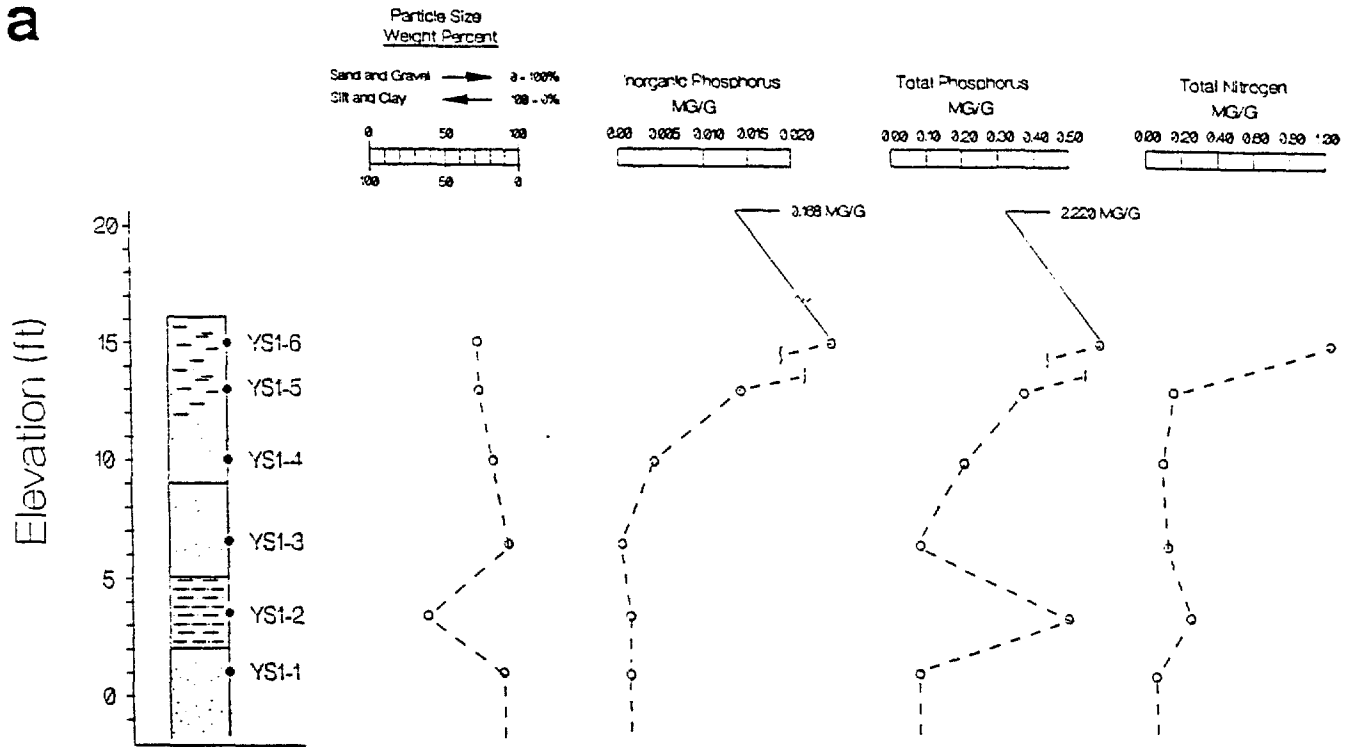 a
Particle Size
Weight Percent
Sand and Gravel 0-100%
Silt and Clay 100-0%
0 50 100
100 50 0
Inorganic Phosphorus
MG/G
0.00 0.005 0.010 0.015 0.020
Total Phosphorus
MG/G
0.00 0.10 0.20 0.30 0.40 0.50
Total Nitrogen
MG/G
0.00 0.20 0.40 0.60 0.80 1.00
Elevation (ft)
20
15
10
5
0
YS1-6
YS1-5
YS1-4
YS1-3
YS1-2
YS1-1
0.168 MG/G
2.220 MG/G